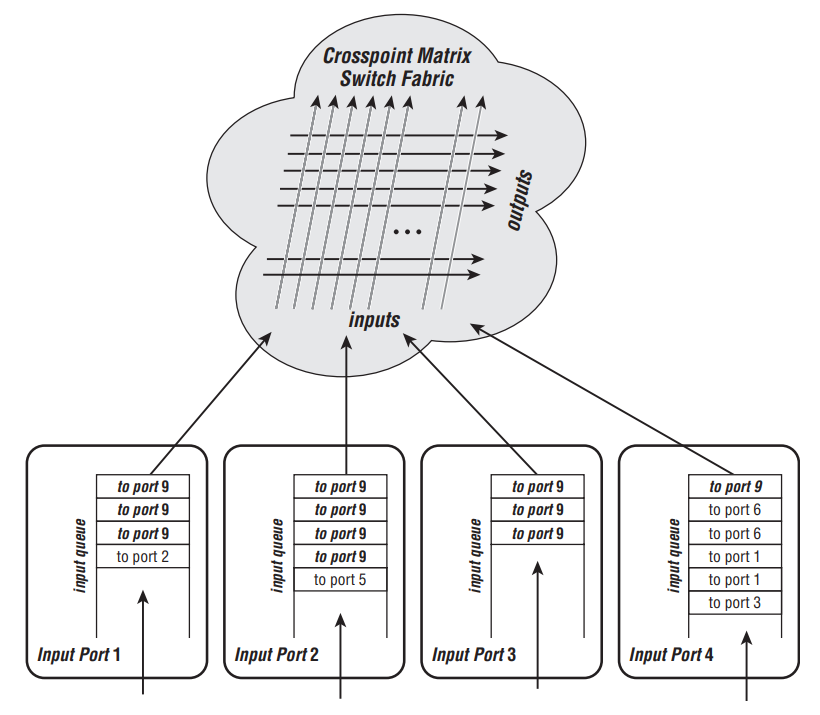 Crosspoint Matrix
Switch Fabric
outputs
...
inputs
input queue
to port 9
to port 9
to port 9
to port 2
Input Port 1
input queue
to port 9
to port 9
to port 9
to port 9
to port 5
Input Port 2
input queue
to port 9
to port 9
to port 9
Input Port 3
input queue
to port 9
to port 6
to port 6
to port 1
to port 1
to port 3
Input Port 4